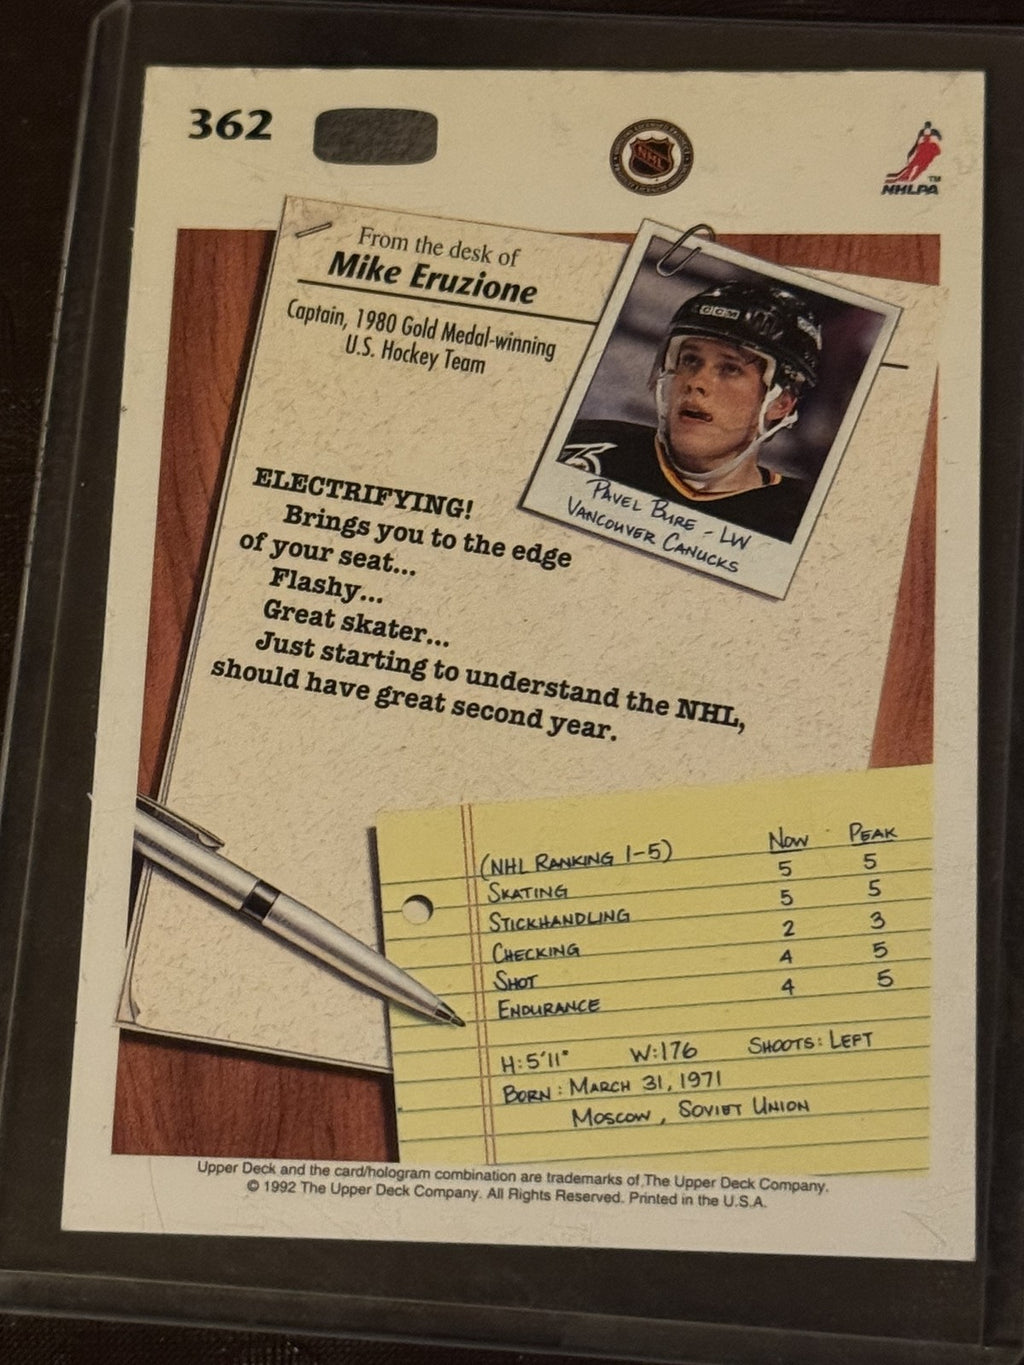 362
NHL
NHLPA
TM
From the desk of
Mike Eruzione
Captain, 1980 Gold Medal-winning
U.S. Hockey Team
CCM
75
PAVEL BURE - LW
VANCOUVER CANUCKS
ELECTRIFYING!
Brings you to the edge
of your seat...
Flashy...
Great skater...
Just starting to understand the NHL,
should have great second year.
(NHL RANKING 1-5) NOW PEAK
SKATING 5 5
STICKHANDLING 5 5
CHECKING 2 3
SHOT 4 5
ENDURANCE 4 5
H: 5'11" W: 176 SHOOTS: LEFT
BORN: MARCH 31, 1971
MOSCOW, SOVIET UNION
Upper Deck and the card/hologram combination are trademarks of The Upper Deck Company.
© 1992 The Upper Deck Company. All Rights Reserved. Printed in the U.S.A.